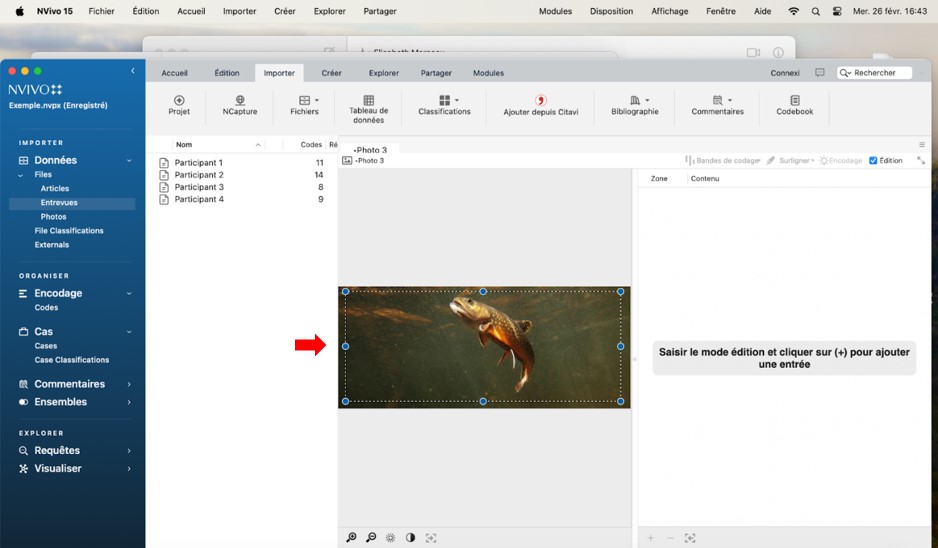 NVivo 15 Fichier Édition Accueil Importer Créer Explorer Partager Modules Disposition Affichage Fenêtre Aide Mer. 26 févr. 16:43
Accueil Édition Importer Créer Explorer Partager Modules Connexi Rechercher
NVIVO
Exemple.nvpx (Enregistré)
Projet NCapture Fichiers Tableau de données Classifications Ajouter depuis Citavi Bibliographie Commentaires Codebook
IMPORTER
Données
Files
Articles
Entrevues
Photos
File Classifications
Externals
ORGANISER
Encodage
Codes
Cas
Cases
Case Classifications
Commentaires
Ensembles
EXPLORER
Requêtes
Visualiser
Nom Codes Ré
Participant 1 11
Participant 2 14
Participant 3 8
Participant 4 9
Photo 3
Photo 3 Bandes de codage Surligner Encodage Édition
Zone Contenu
Saisir le mode édition et cliquer sur (+) pour ajouter
une entrée